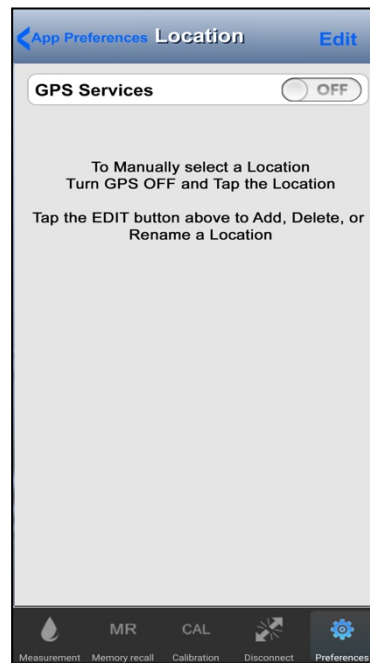 App Preferences Location Edit
GPS Services OFF
To Manually select a Location
Turn GPS OFF and Tap the Location
Tap the EDIT button above to Add, Delete, or
Rename a Location
MR CAL
Measurement Memory recall Calibration Disconnect Preferences